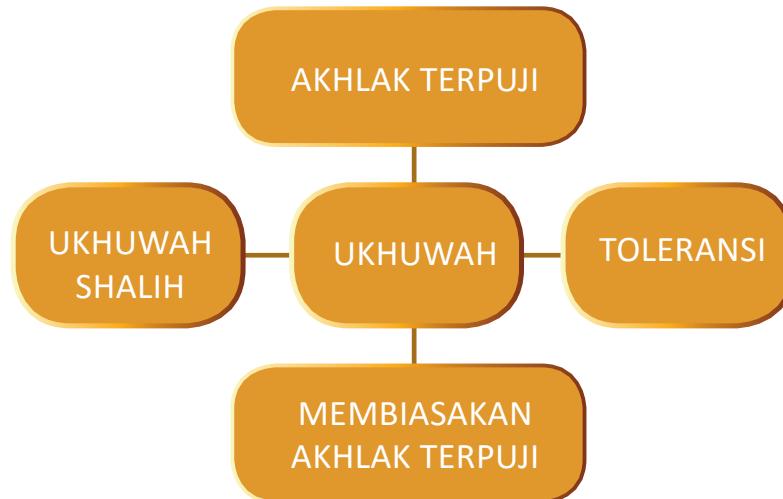 AKHLAK TERPUJI
UKHUWAH
SHALIH
UKHUWAH
TOLERANSI
MEMBIASAKAN
AKHLAK TERPUJI